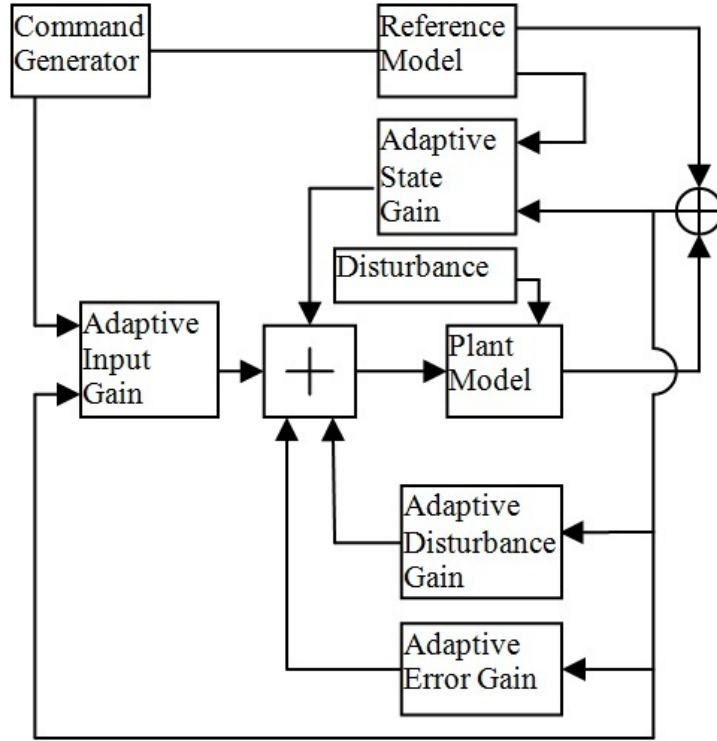 Command
Generator
Reference
Model
Adaptive
State
Gain
Disturbance
Adaptive
Input
Gain
+
Plant
Model
Adaptive
Disturbance
Gain
Adaptive
Error Gain